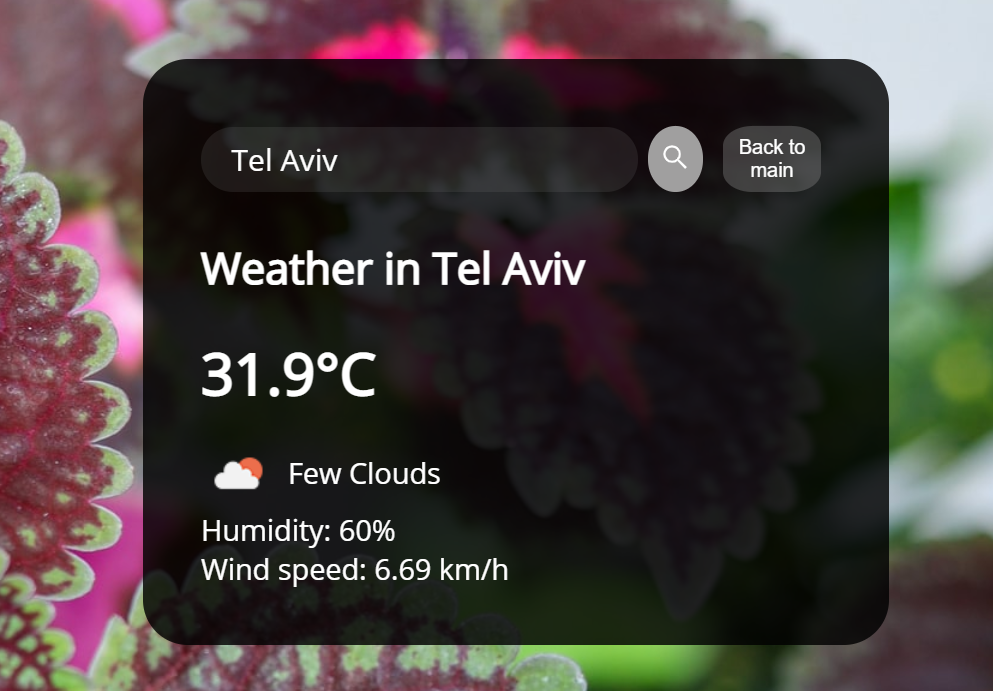 Tel Aviv
Back to
main
Weather in Tel Aviv
31.9°C
Few Clouds
Humidity: 60%
Wind speed: 6.69 km/h